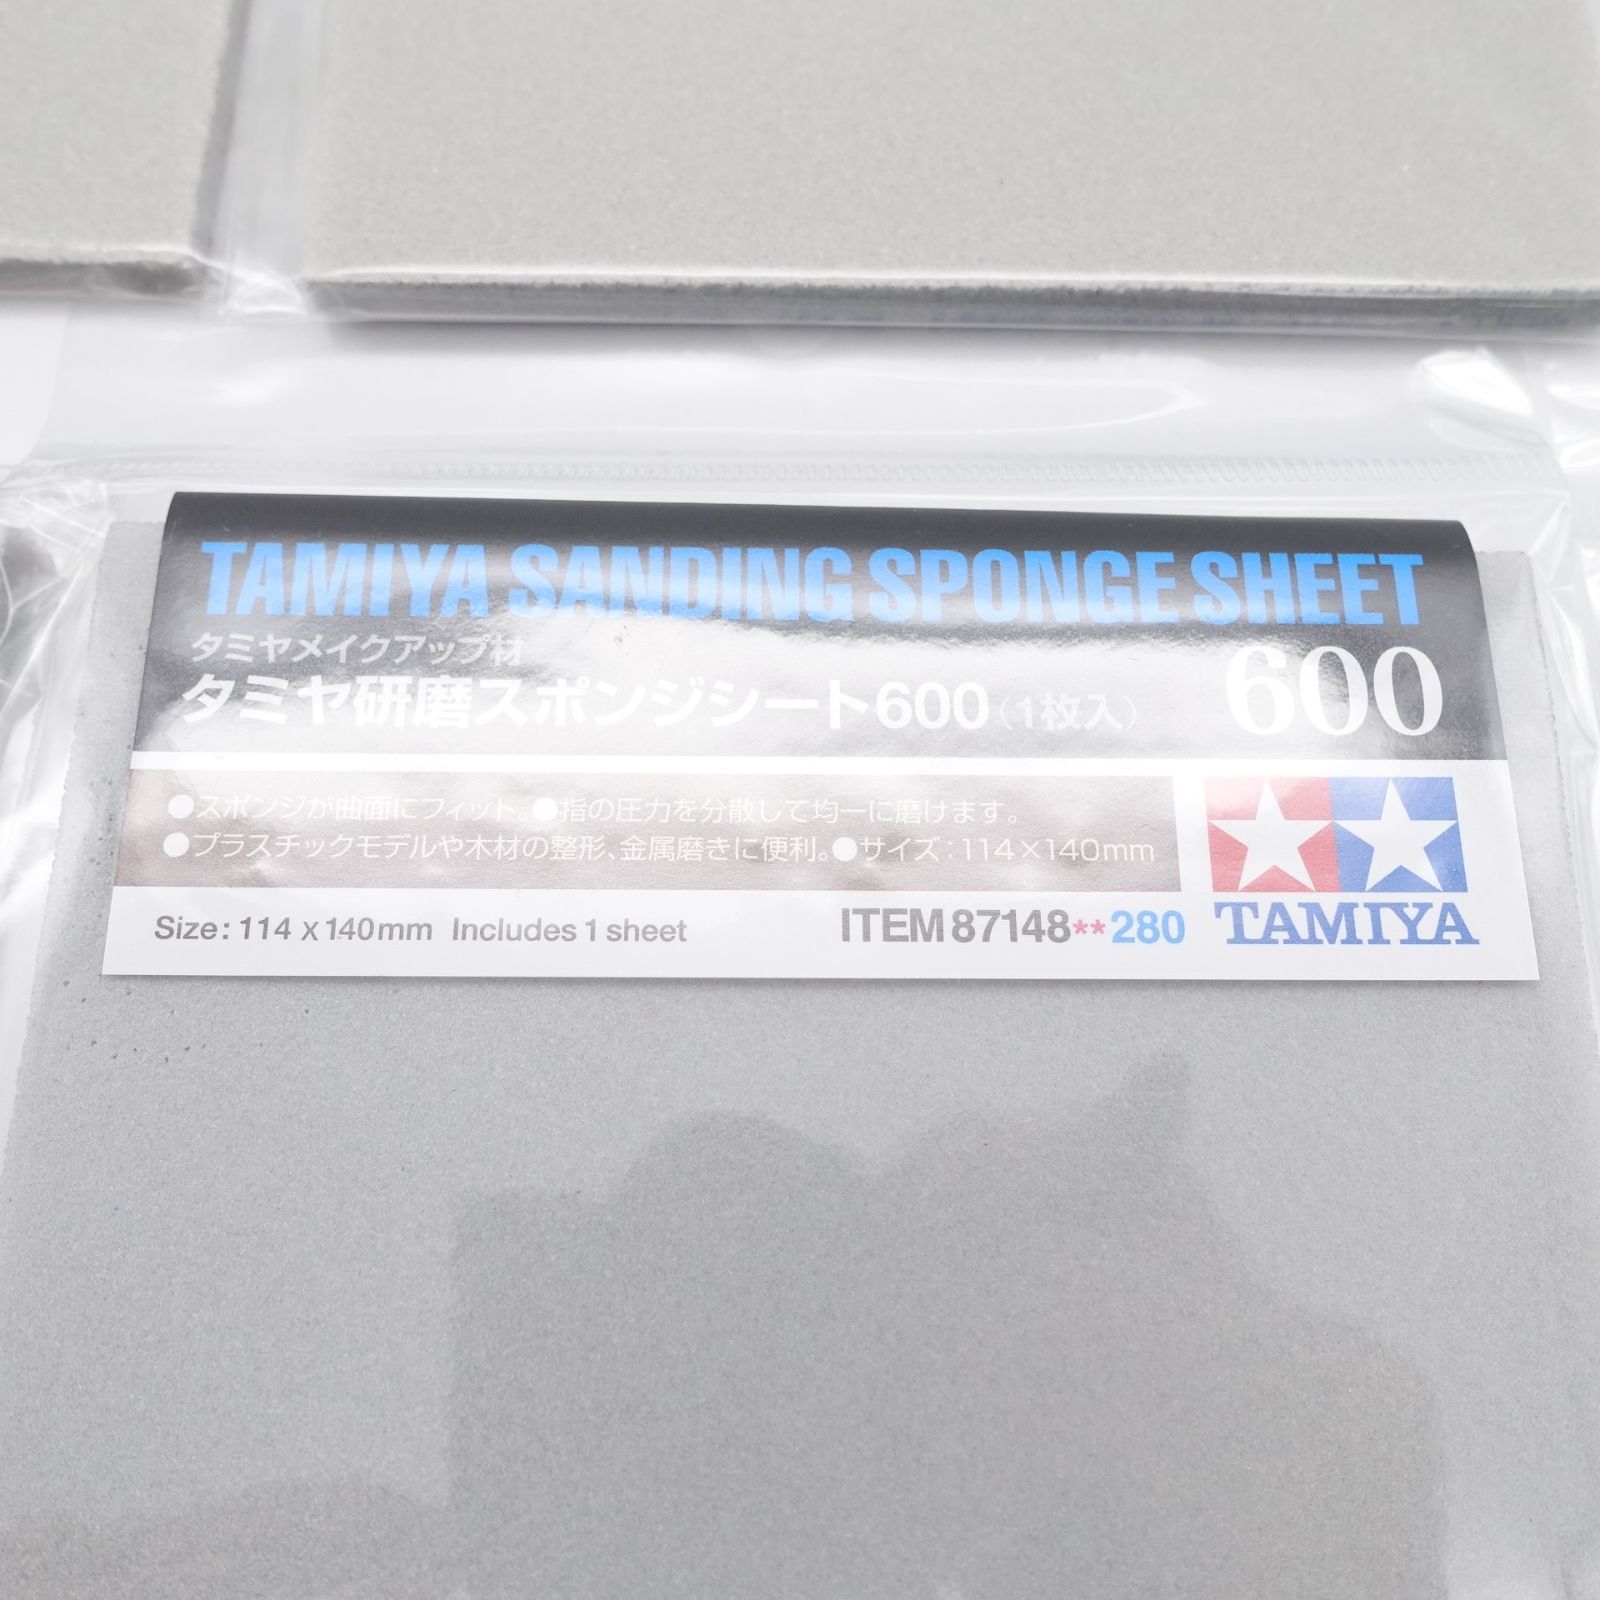 TAMIYA SANDING SPONGE SHEET
タミヤメイクアップ材
タミヤ研磨スポンジシート600（1枚入）
600
●スポンジが曲面にフィット。●指の圧力を分散して均一に磨けます。
●プラスチックモデルや木材の整形、金属磨きに便利。●サイズ：114×140mm
Size: 114 x 140mm Includes 1 sheet
ITEM 87148**280
TAMIYA